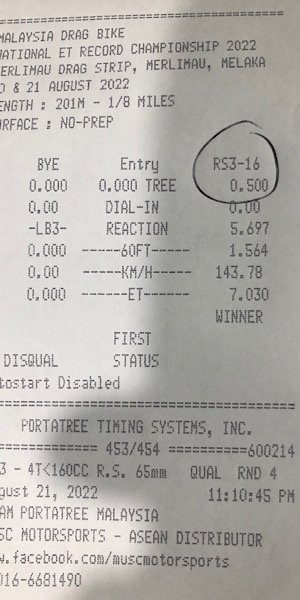 MALAYSIA DRAG BIKE
NATIONAL ET RECORD CHAMPIONSHIP 2022
MERLIMAU DRAG STRIP, MERLIMAU, MELAKA
& 21 AUGUST 2022
LENGTH : 201M - 1/8 MILES
SURFACE : NO-PREP
BYE Entry RS3-16
0.000 0.000 TREE 0.500
0.00 DIAL-IN 0.00
-LB3- REACTION 5.697
0.000 ------60FT----- 1.564
0.00 -----KM/H----- 143.78
0.000 ------ET------ 7.030
WINNER
FIRST
DISQUAL STATUS
tostart Disabled
PORTATREE TIMING SYSTEMS, INC.
========= 453/454 ==========600214
3 - 4T<160CC R.S. 65mm QUAL RND 4
gust 21, 2022 11:10:45 PM
AM PORTATREE MALAYSIA
SC MOTORSPORTS - ASEAN DISTRIBUTOR
w.facebook.com/muscmotorsports
016-6681490